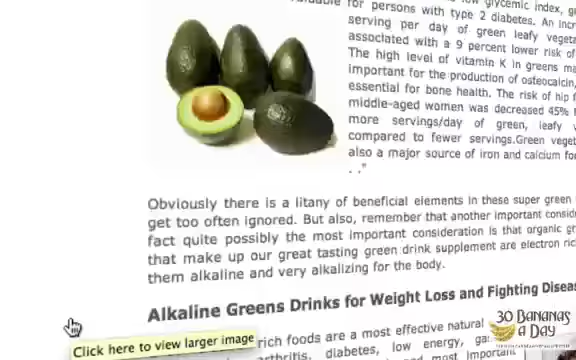 for persons with type 2 diabetes. An
serving per day of green leafy
associated with a 9 percent lower risk of
The high level of vitamin K in greens
important for the production of osteocalcin,
essential for bone health. The risk of hip
middle-aged women was decreased 45%
more servings/day of green, leafy
compared to fewer servings.Green
also a major source of iron and calcium for
. ."
Obviously there is a litany of beneficial elements in these super green
get too often ignored. But also, remember that another important
fact quite possibly the most important consideration is that organic
that make up our great tasting green drink supplement are electron
them alkaline and very alkalizing for the body.
Alkaline Greens Drinks for Weight Loss and Fighting
30 BANANAS
A DAY
Click here to view larger image
rich foods are a most effective natural
diabetes, low energy,
and most important